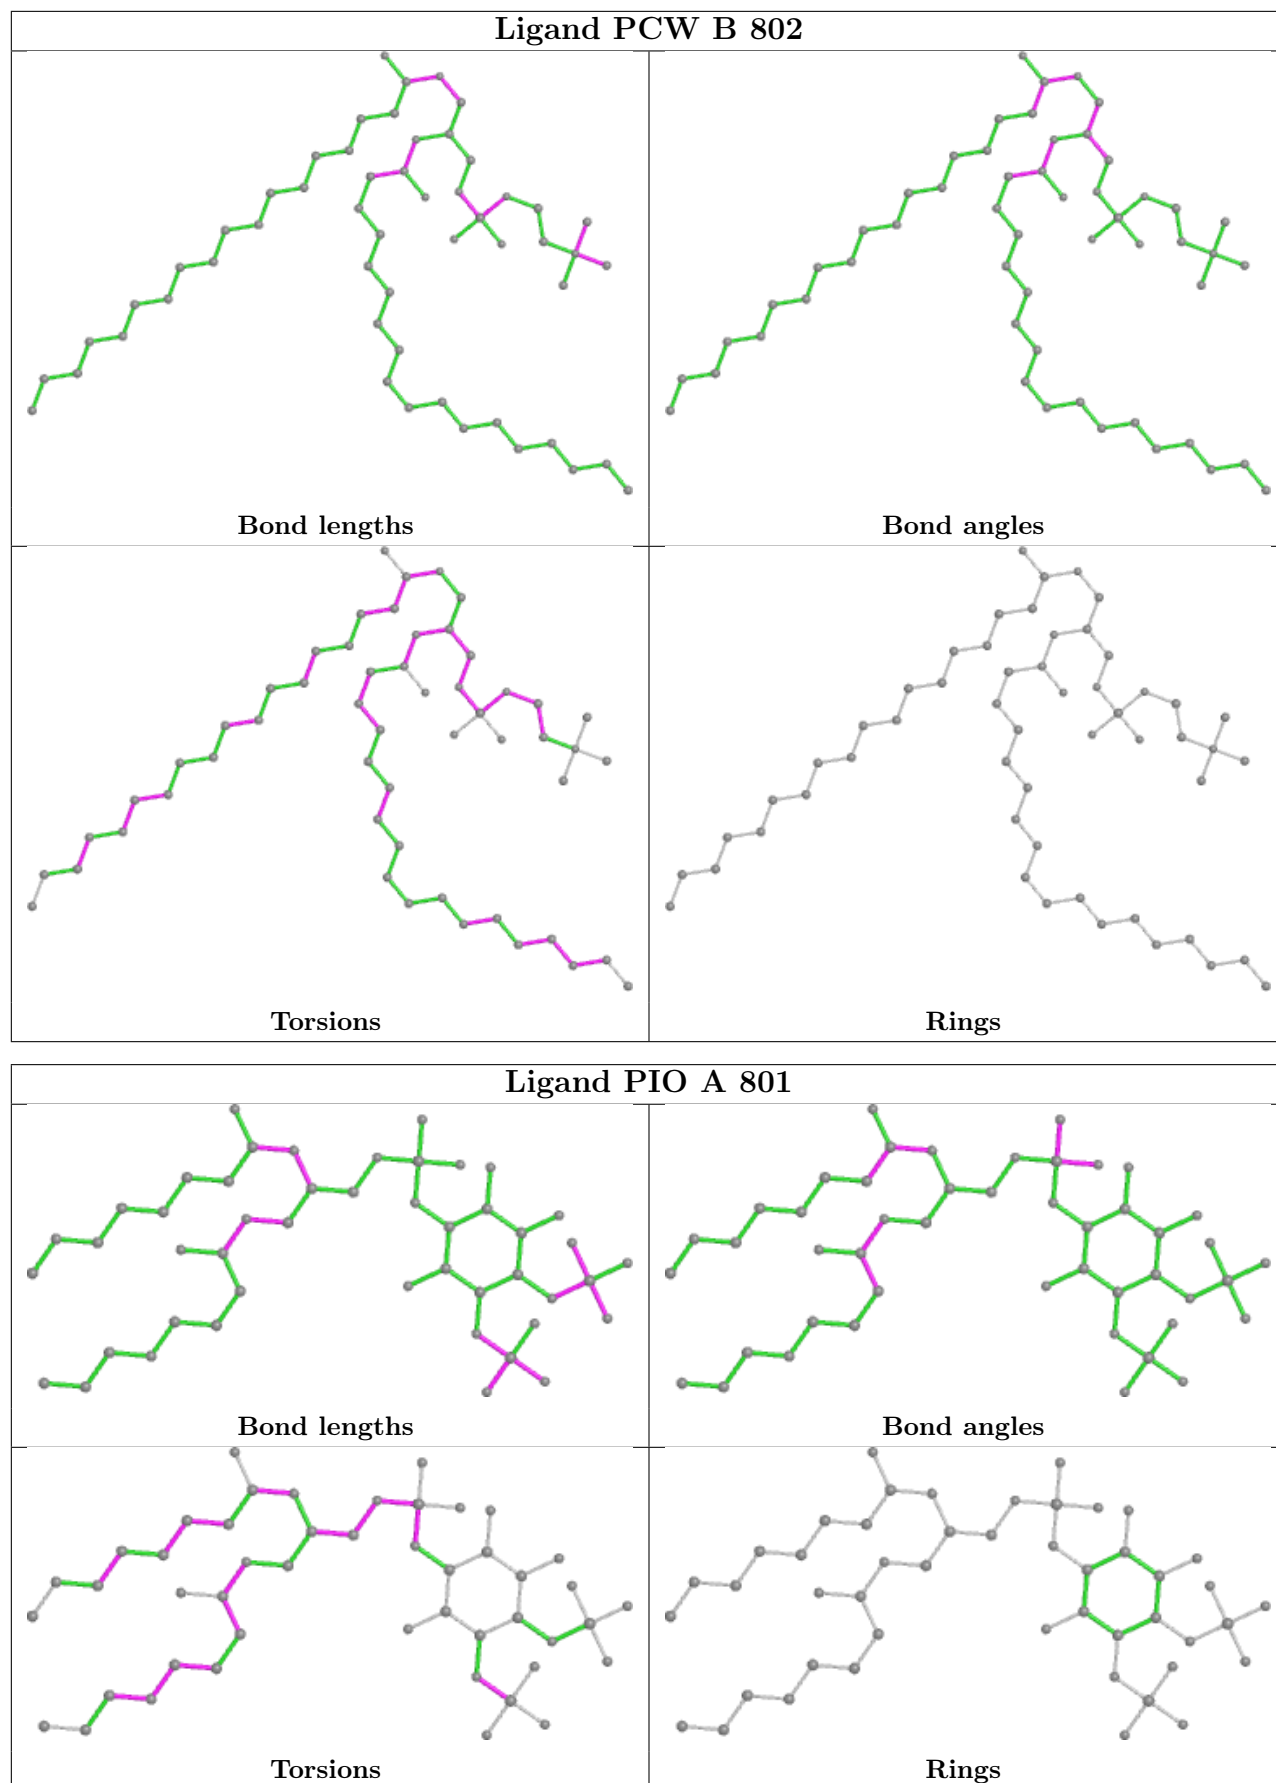 Ligand PCW B 802
Bond lengths
Bond angles
Torsions
Rings
Ligand PIO A 801
Bond lengths
Bond angles
Torsions
Rings